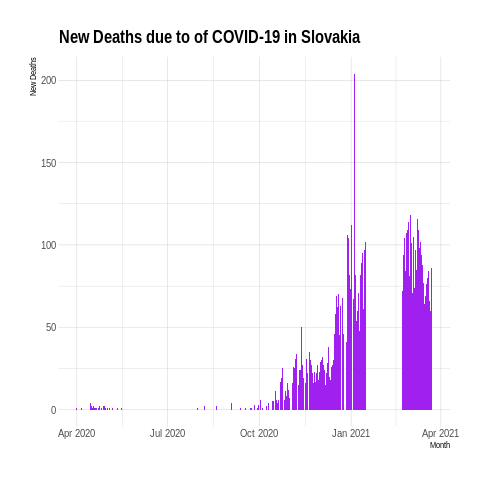 New Deaths due to of COVID-19 in Slovakia
New Deaths
200
150
100
50
0
Apr 2020 Jul 2020 Oct 2020 Jan 2021 Apr 2021
Month